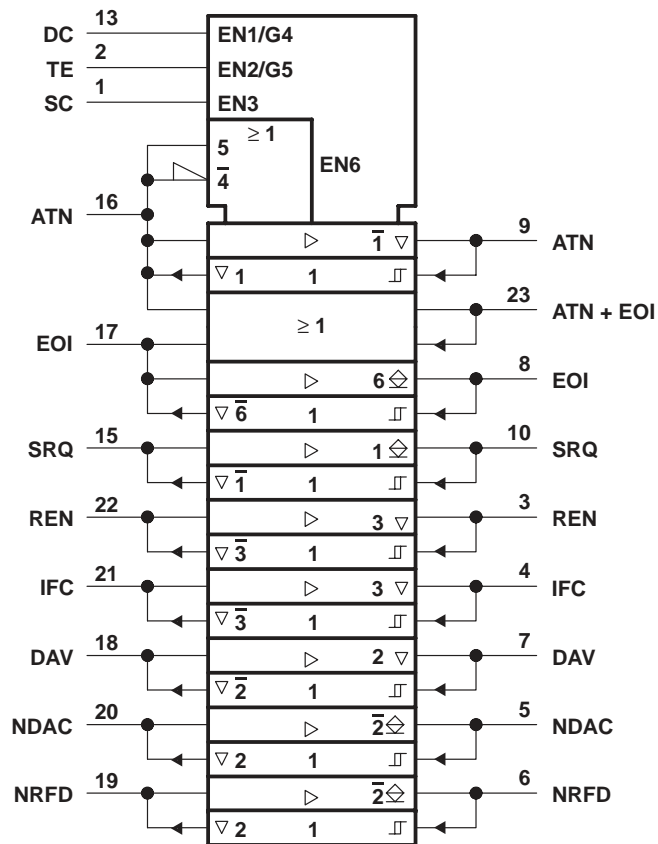 DC 13 EN1/G4
TE 2 EN2/G5
SC 1 EN3
≥ 1
5
EN6
4̅
ATN 16
1̅ 9 ATN
1 1
23 ATN + EOI
≥ 1
EOI 17
6 8 EOI
6̅ 1
SRQ 15 1 10 SRQ
1̅ 1
REN 22 3 3 REN
3̅ 1
IFC 21 3 4 IFC
3̅ 1
DAV 18 2 7 DAV
2̅ 1
NDAC 20 2̅ 5 NDAC
2 1
NRFD 19 2̅ 6 NRFD
2 1